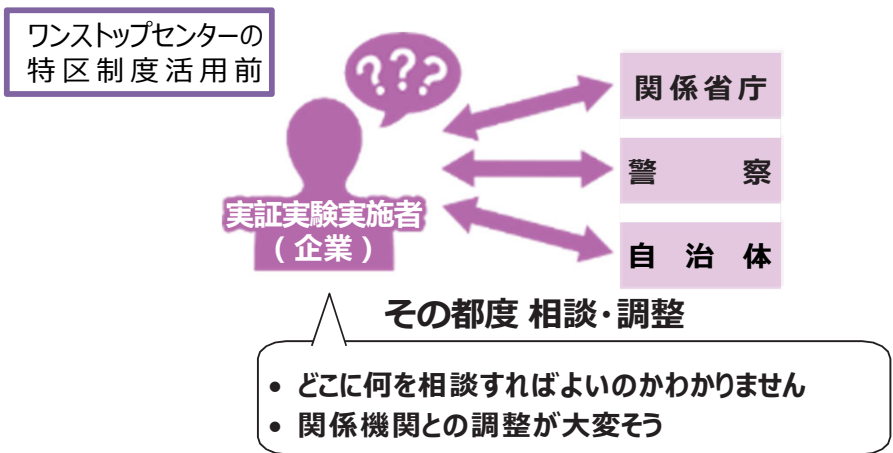 ワンストップセンターの
特区制度活用前
???
関係省庁
警察
自治体
実証実験実施者
(企業)
その都度 相談・調整
• どこに何を相談すればよいのかわかりません
• 関係機関との調整が大変そう